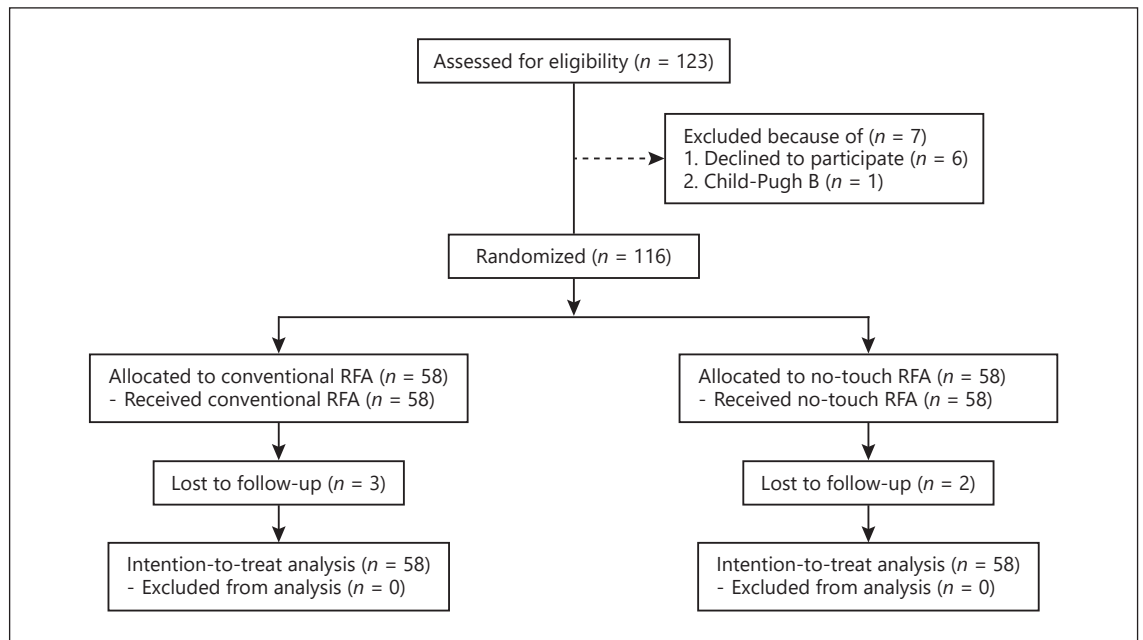 Assessed for eligibility (n = 123)
Excluded because of (n = 7)
1. Declined to participate (n = 6)
2. Child-Pugh B (n = 1)
Randomized (n = 116)
Allocated to conventional RFA (n = 58)
- Received conventional RFA (n = 58)
Allocated to no-touch RFA (n = 58)
- Received no-touch RFA (n = 58)
Lost to follow-up (n = 3)
Lost to follow-up (n = 2)
Intention-to-treat analysis (n = 58)
- Excluded from analysis (n = 0)
Intention-to-treat analysis (n = 58)
- Excluded from analysis (n = 0)